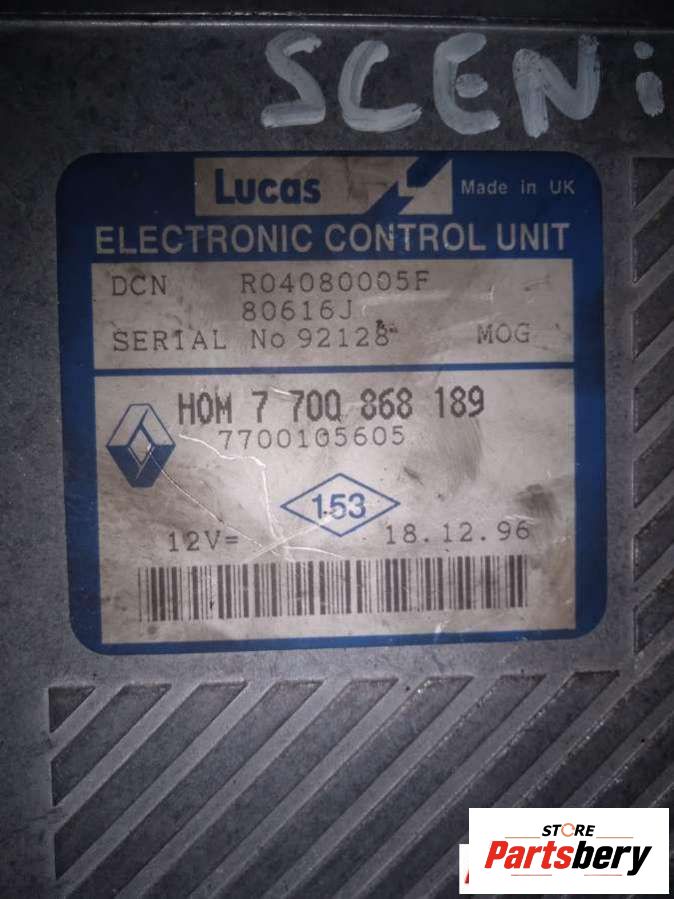 SCENi
Lucas Made in UK
ELECTRONIC CONTROL UNIT
DCN R04080005F
80616J
SERIAL No 92128 MOG
HOM 7 700 868 189
7700105605
153
12V= 18.12.96
STORE
Partsbery